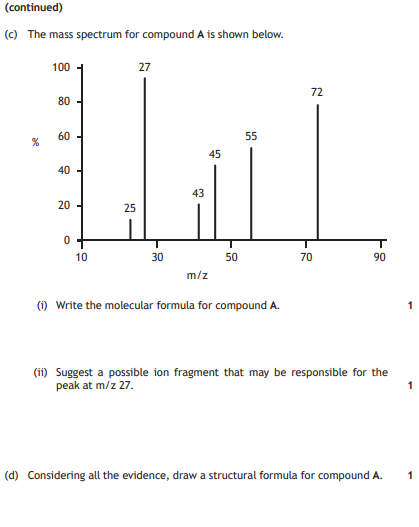 (continued)
(c) The mass spectrum for compound A is shown below.
100
80
60
%
40
20
0
25
27
43
45
55
72
10
30
50
70
90
m/z
(i) Write the molecular formula for compound A. 1
(ii) Suggest a possible ion fragment that may be responsible for the
peak at m/z 27. 1
(d) Considering all the evidence, draw a structural formula for compound A. 1